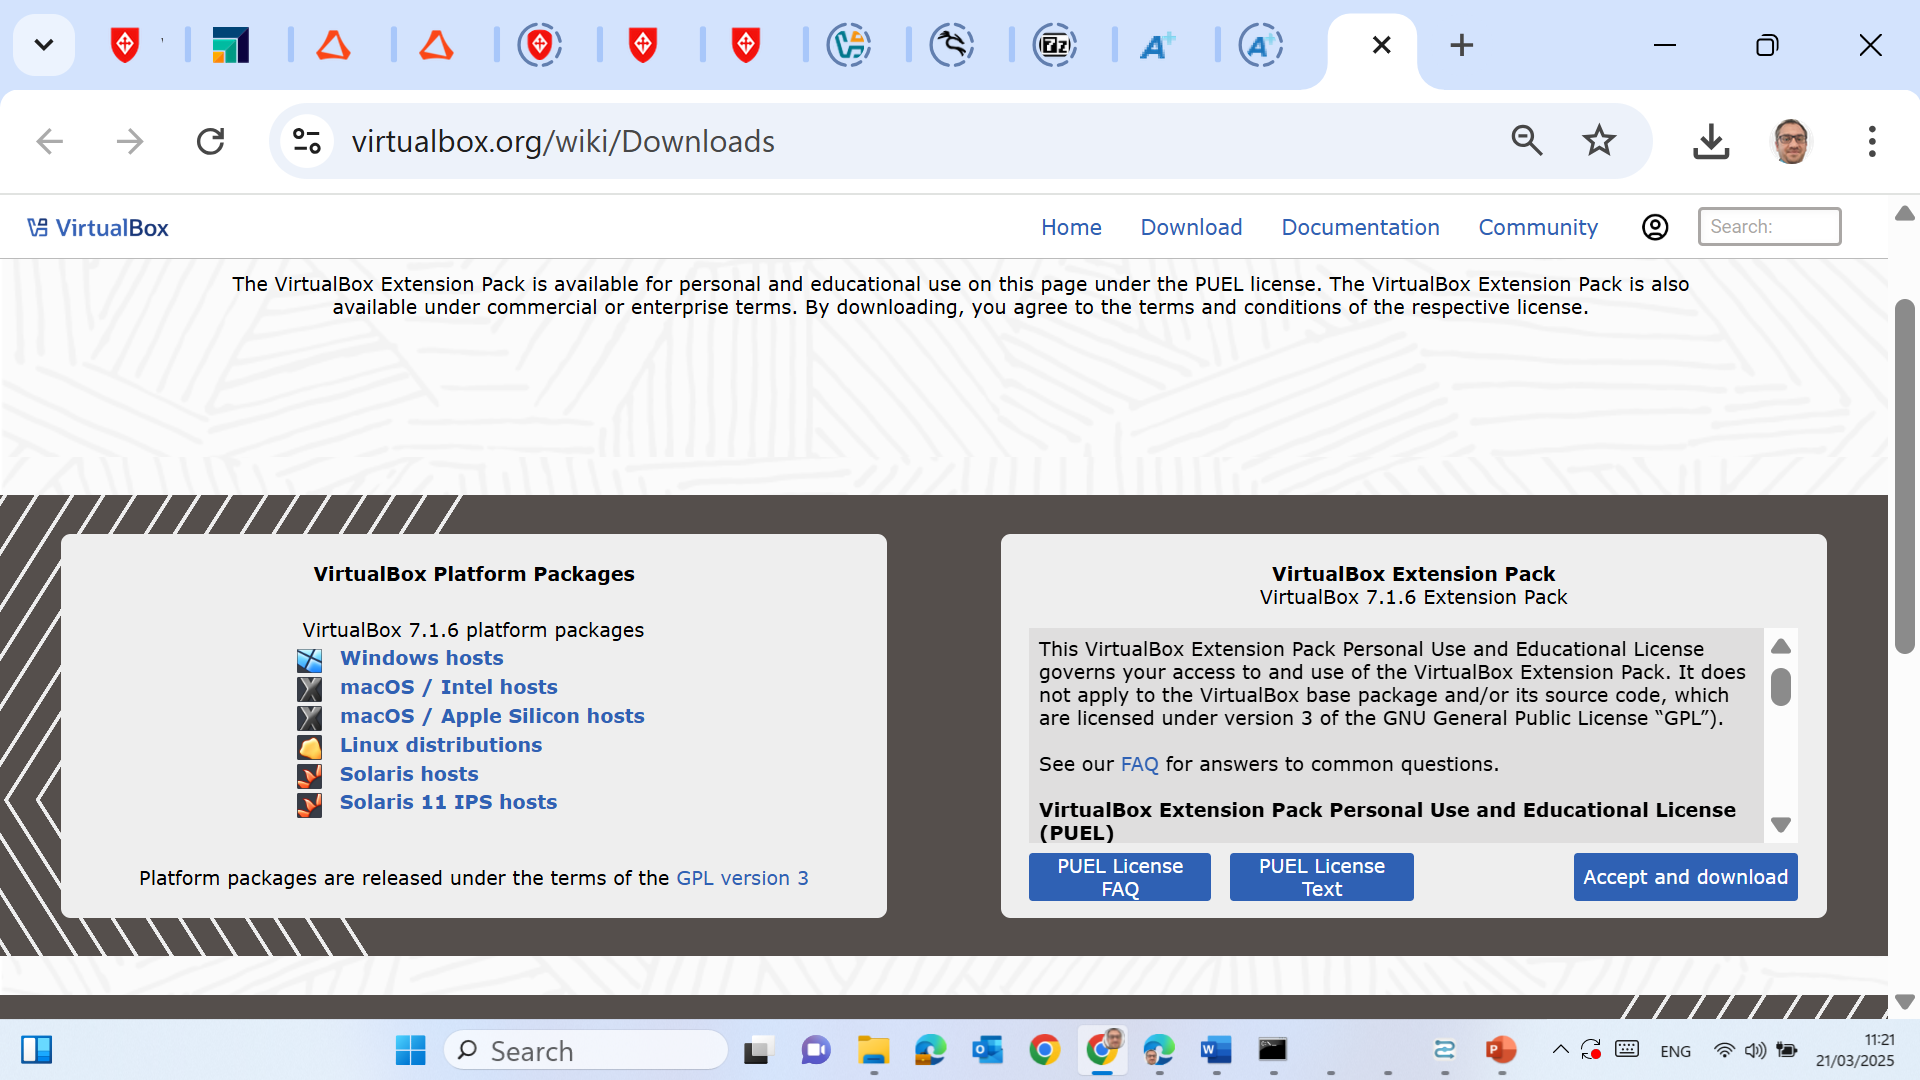 virtualbox.org/wiki/Downloads
VirtualBox
Home
Download
Documentation
Community
Search:
The VirtualBox Extension Pack is available for personal and educational use on this page under the PUEL license. The VirtualBox Extension Pack is also
available under commercial or enterprise terms. By downloading, you agree to the terms and conditions of the respective license.
VirtualBox Platform Packages
VirtualBox 7.1.6 platform packages
Windows hosts
macOS / Intel hosts
macOS / Apple Silicon hosts
Linux distributions
Solaris hosts
Solaris 11 IPS hosts
Platform packages are released under the terms of the GPL version 3
VirtualBox Extension Pack
VirtualBox 7.1.6 Extension Pack
This VirtualBox Extension Pack Personal Use and Educational License
governs your access to and use of the VirtualBox Extension Pack. It does
not apply to the VirtualBox base package and/or its source code, which
are licensed under version 3 of the GNU General Public License “GPL”).
See our FAQ for answers to common questions.
VirtualBox Extension Pack Personal Use and Educational License
(PUEL)
PUEL License
FAQ
PUEL License
Text
Accept and download
Search
ENG
11:21
21/03/2025